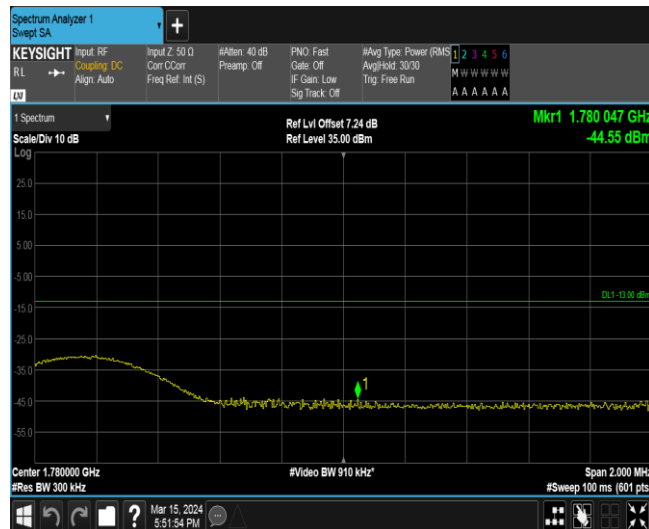 Spectrum Analyzer 1
Swept SA
+
KEYSIGHT Input: RF
RL
Coupling: DC
Align: Auto
Input Z: 50 Ω
Corr CCorr
Freq Ref: Int (S)
#Atten: 40 dB
Preamp: Off
PNO: Fast
Gate: Off
IF Gain: Low
Sig Track: Off
#Avg Type: Power (RMS
Avg|Hold: 30/30
Trig: Free Run
1 2 3 4 5 6
M W W W W W
A A A A A A
LXI
1 Spectrum
Scale/Div 10 dB
Ref Lvl Offset 7.24 dB
Ref Level 35.00 dBm
Mkr1 1.780 047 GHz
-44.55 dBm
Log
25.0
15.0
5.00
-5.00
DL1 -13.00 dBm
-15.0
-25.0
-35.0
1
-45.0
-55.0
Center 1.780000 GHz
#Res BW 300 kHz
#Video BW 910 kHz*
Span 2.000 MHz
#Sweep 100 ms (601 pts)
?
Mar 15, 2024
5:51:54 PM